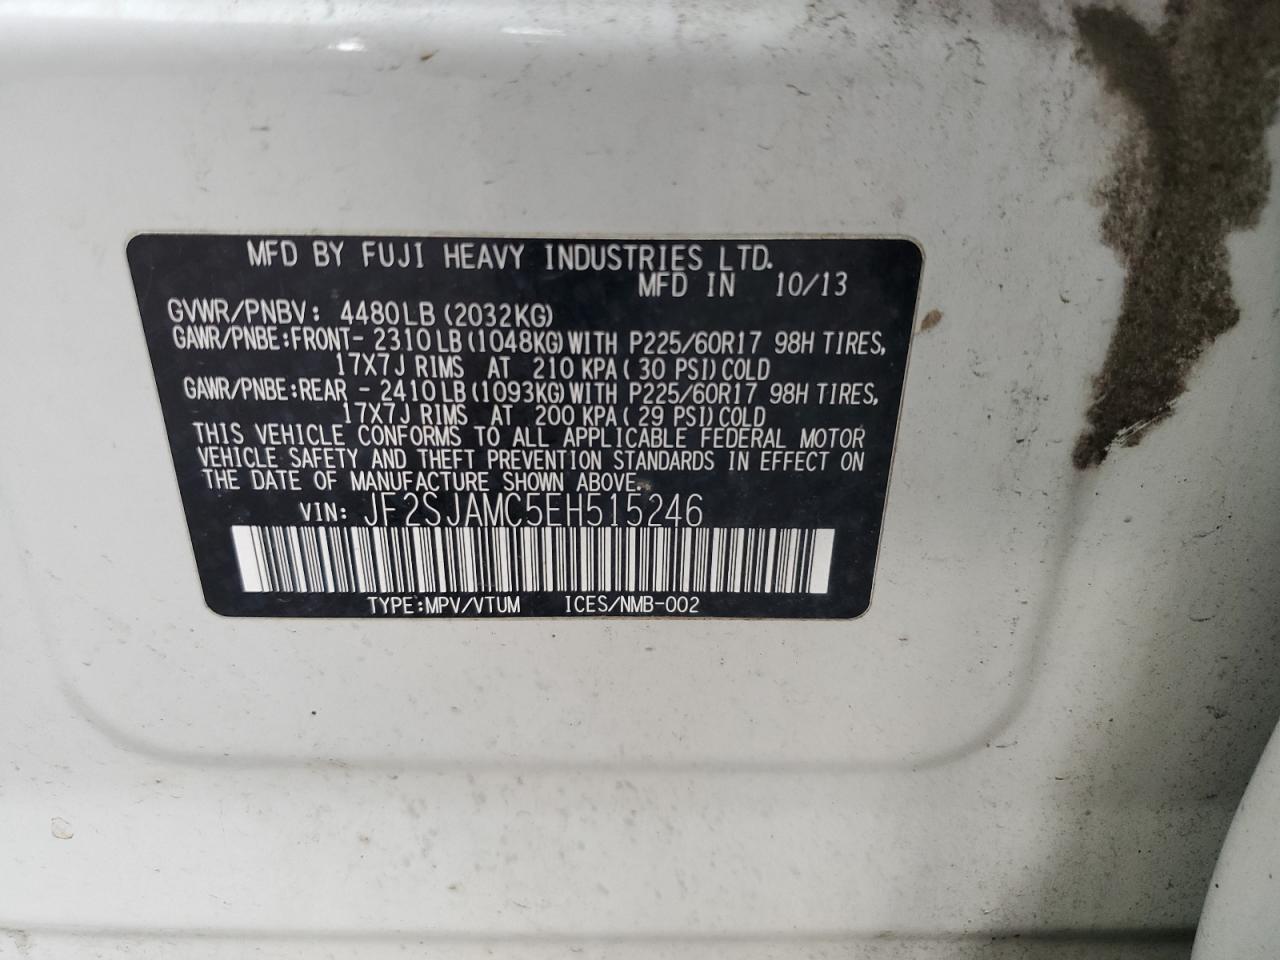 MFD BY FUJI HEAVY INDUSTRIES LTD.
MFD IN 10/13
GVWR/PNBV: 4480LB (2032KG)
GAWR/PNBE:FRONT- 2310LB (1048KG) WITH P225/60R17 98H TIRES,
17X7J RIMS AT 210 KPA ( 30 PSI) COLD
GAWR/PNBE:REAR - 2410LB (1093KG) WITH P225/60R17 98H TIRES,
17X7J RIMS AT 200 KPA ( 29 PSI) COLD
THIS VEHICLE CONFORMS TO ALL APPLICABLE FEDERAL MOTOR
VEHICLE SAFETY AND THEFT PREVENTION STANDARDS IN EFFECT ON
THE DATE OF MANUFACTURE SHOWN ABOVE.
VIN: JF2SJAMC5EH515246
TYPE:MPV/VTUM ICES/NMB-002